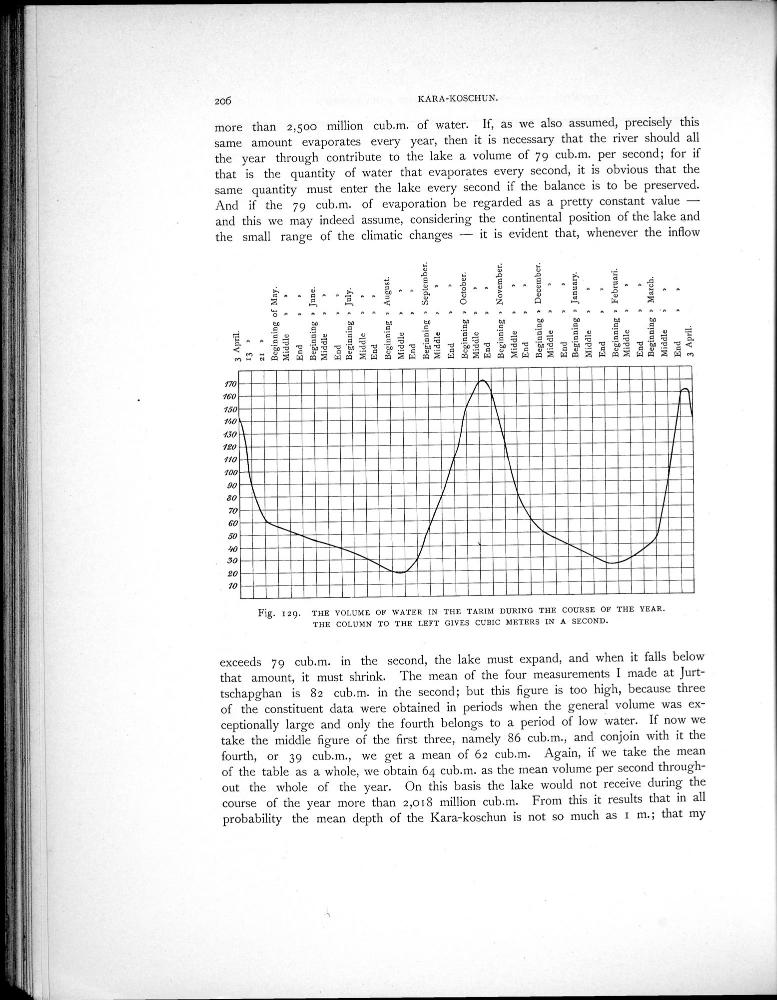 206
KARA-KOSCHUN.
more than 2,500 million cub.m. of water. If, as we also assumed, precisely this
same amount evaporates every year, then it is necessary that the river should all
the year through contribute to the lake a volume of 79 cub.m. per second; for if
that is the quantity of water that evaporates every second, it is obvious that the
same quantity must enter the lake every second if the balance is to be preserved.
And if the 79 cub.m. of evaporation be regarded as a pretty constant value —
and this we may indeed assume, considering the continental position of the lake and
the small range of the climatic changes — it is evident that, whenever the inflow
3 April.
13 »
21 »
Beginning of May.
Middle » »
End » »
Beginning » June.
Middle » »
End » »
Beginning » July.
Middle » »
End » »
Beginning » August.
Middle » »
End » »
Beginning » September.
Middle » »
End » »
Beginning » October.
Middle » »
End » »
Beginning » November.
Middle » »
End » »
Beginning » December.
Middle » »
End » »
Beginning » January.
Middle » »
End » »
Beginning » Februari.
Middle » »
End » »
Beginning » March.
Middle » »
End » »
3 April.
170
160
150
140
130
120
110
100
90
80
70
60
50
40
30
20
10
Fig. 129. THE VOLUME OF WATER IN THE TARIM DURING THE COURSE OF THE YEAR.
THE COLUMN TO THE LEFT GIVES CUBIC METERS IN A SECOND.
exceeds 79 cub.m. in the second, the lake must expand, and when it falls below
that amount, it must shrink. The mean of the four measurements I made at Jurt-
tschapghan is 82 cub.m. in the second; but this figure is too high, because three
of the constituent data were obtained in periods when the general volume was ex-
ceptionally large and only the fourth belongs to a period of low water. If now we
take the middle figure of the first three, namely 86 cub.m., and conjoin with it the
fourth, or 39 cub.m., we get a mean of 62 cub.m. Again, if we take the mean
of the table as a whole, we obtain 64 cub.m. as the mean volume per second through-
out the whole of the year. On this basis the lake would not receive during the
course of the year more than 2,018 million cub.m. From this it results that in all
probability the mean depth of the Kara-koschun is not so much as 1 m.; that my